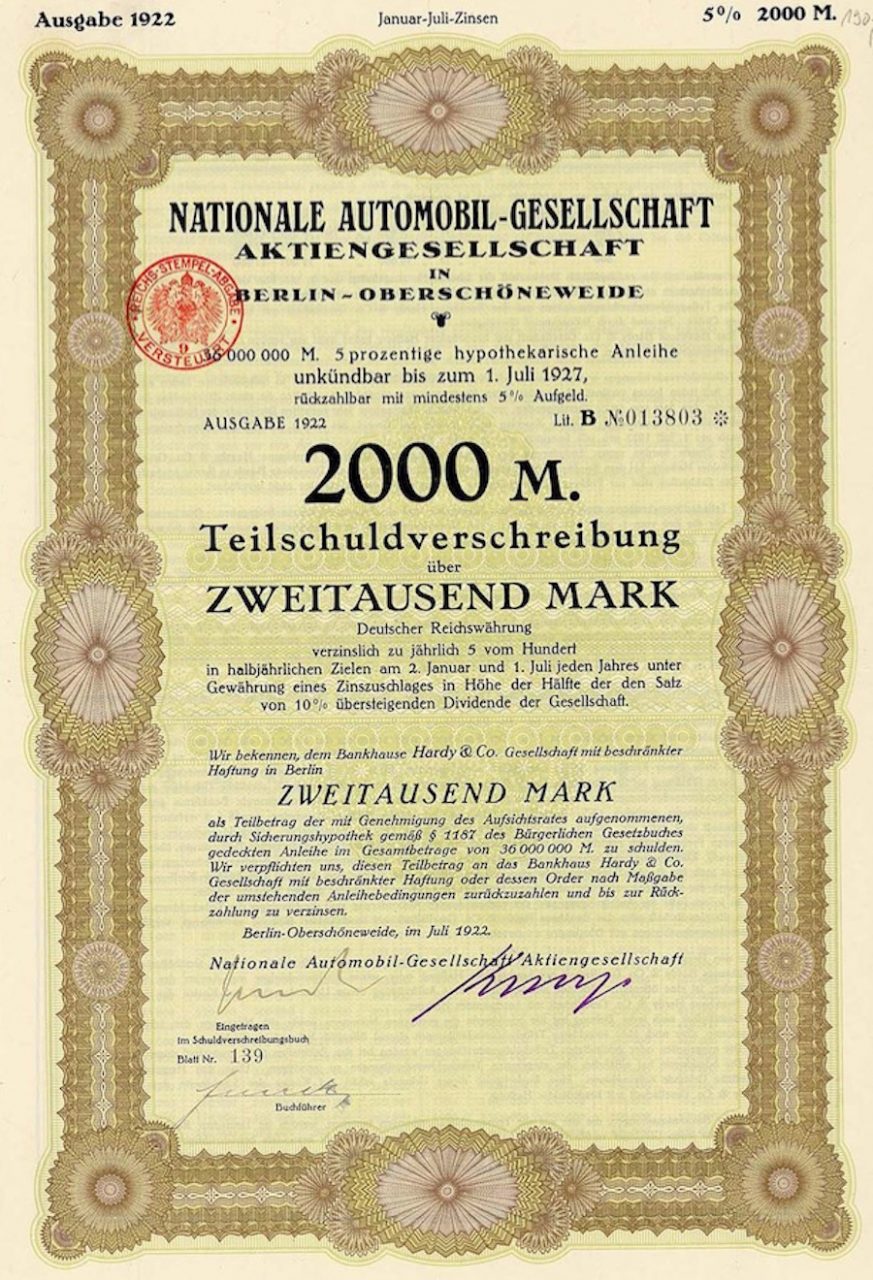 Ausgabe 1922
Januar-Juli-Zinsen
5% 2000 M.
NATIONALE AUTOMOBIL-GESELLSCHAFT
AKTIENGESELLSCHAFT
IN
BERLIN-OBERSCHÖNEWEIDE
REICHS-STEMPEL-ABGABE
9
VERSTEUERT
36 000 000 M. 5 prozentige hypothekarische Anleihe
unkündbar bis zum 1. Juli 1927,
rückzahlbar mit mindestens 5% Aufgeld.
AUSGABE 1922
Lit. B №013803
2000 M.
Teilschuldverschreibung
über
ZWEITAUSEND MARK
Deutscher Reichswährung
verzinslich zu jährlich 5 vom Hundert
in halbjährlichen Zielen am 2. Januar und 1. Juli jeden Jahres unter
Gewährung eines Zinszuschlages in Höhe der Hälfte der den Satz
von 10% übersteigenden Dividende der Gesellschaft.
Wir bekennen, dem Bankhause Hardy & Co. Gesellschaft mit beschränkter
Haftung in Berlin
ZWEITAUSEND MARK
als Teilbetrag der mit Genehmigung des Aufsichtsrates aufgenommenen,
durch Sicherungshypothek gemäß § 1187 des Bürgerlichen Gesetzbuches
gedeckten Anleihe im Gesamtbetrage von 36 000 000 M. zu schulden.
Wir verpflichten uns, diesen Teilbetrag an das Bankhaus Hardy & Co.
Gesellschaft mit beschränkter Haftung oder dessen Order nach Maßgabe
der umstehenden Anleihebedingungen zurückzuzahlen und bis zur Rück-
zahlung zu verzinsen.
Berlin-Oberschöneweide, im Juli 1922.
Nationale Automobil-Gesellschaft Aktiengesellschaft
Eingetragen
im Schuldverschreibungsbuch
Blatt Nr. 139
Buchführer